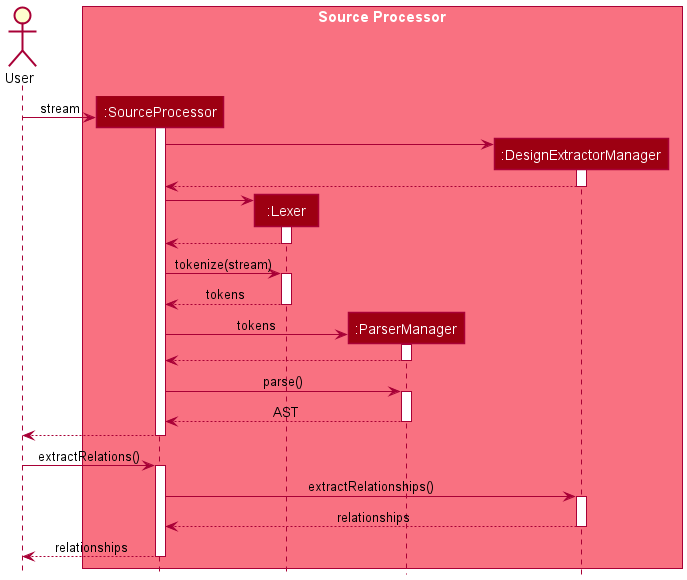 Source Processor
User
stream
:SourceProcessor
:DesignExtractorManager
:Lexer
tokenize(stream)
tokens
tokens
:ParserManager
parse()
AST
extractRelations()
extractRelationships()
relationships
relationships